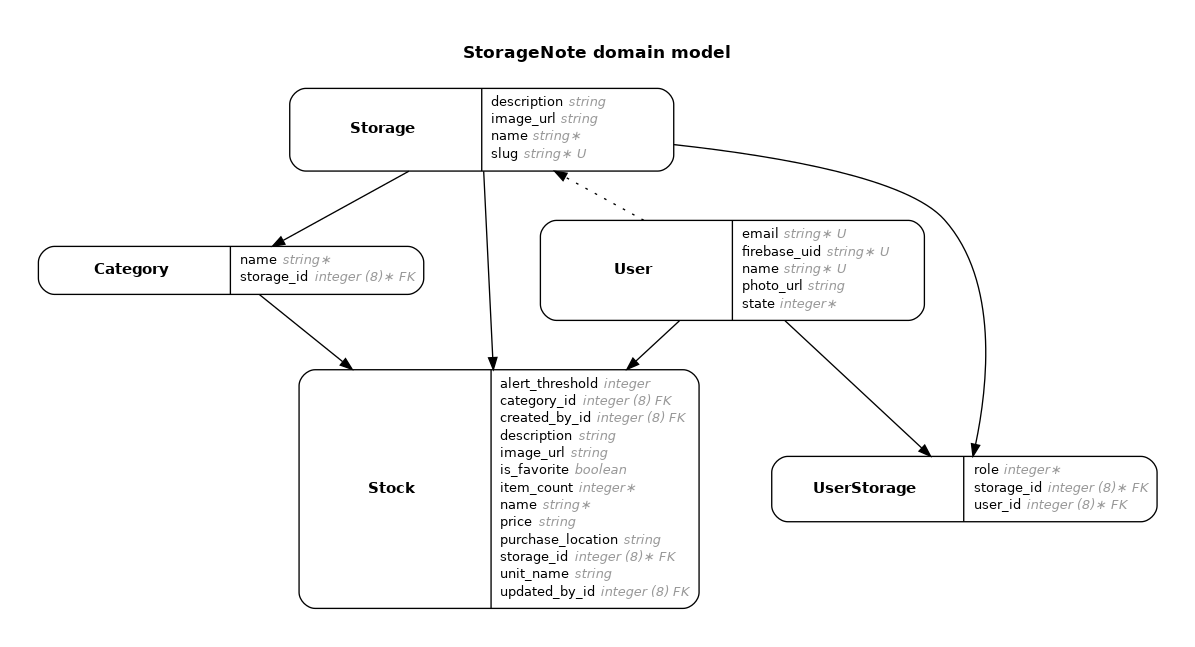 StorageNote domain model
Storage
description string
image_url string
name string∗
slug string∗ U
Category
name string∗
storage_id integer (8)∗ FK
User
email string∗ U
firebase_uid string∗ U
name string∗ U
photo_url string
state integer∗
Stock
alert_threshold integer
category_id integer (8) FK
created_by_id integer (8) FK
description string
image_url string
is_favorite boolean
item_count integer∗
name string∗
price string
purchase_location string
storage_id integer (8)∗ FK
unit_name string
updated_by_id integer (8) FK
UserStorage
role integer∗
storage_id integer (8)∗ FK
user_id integer (8)∗ FK